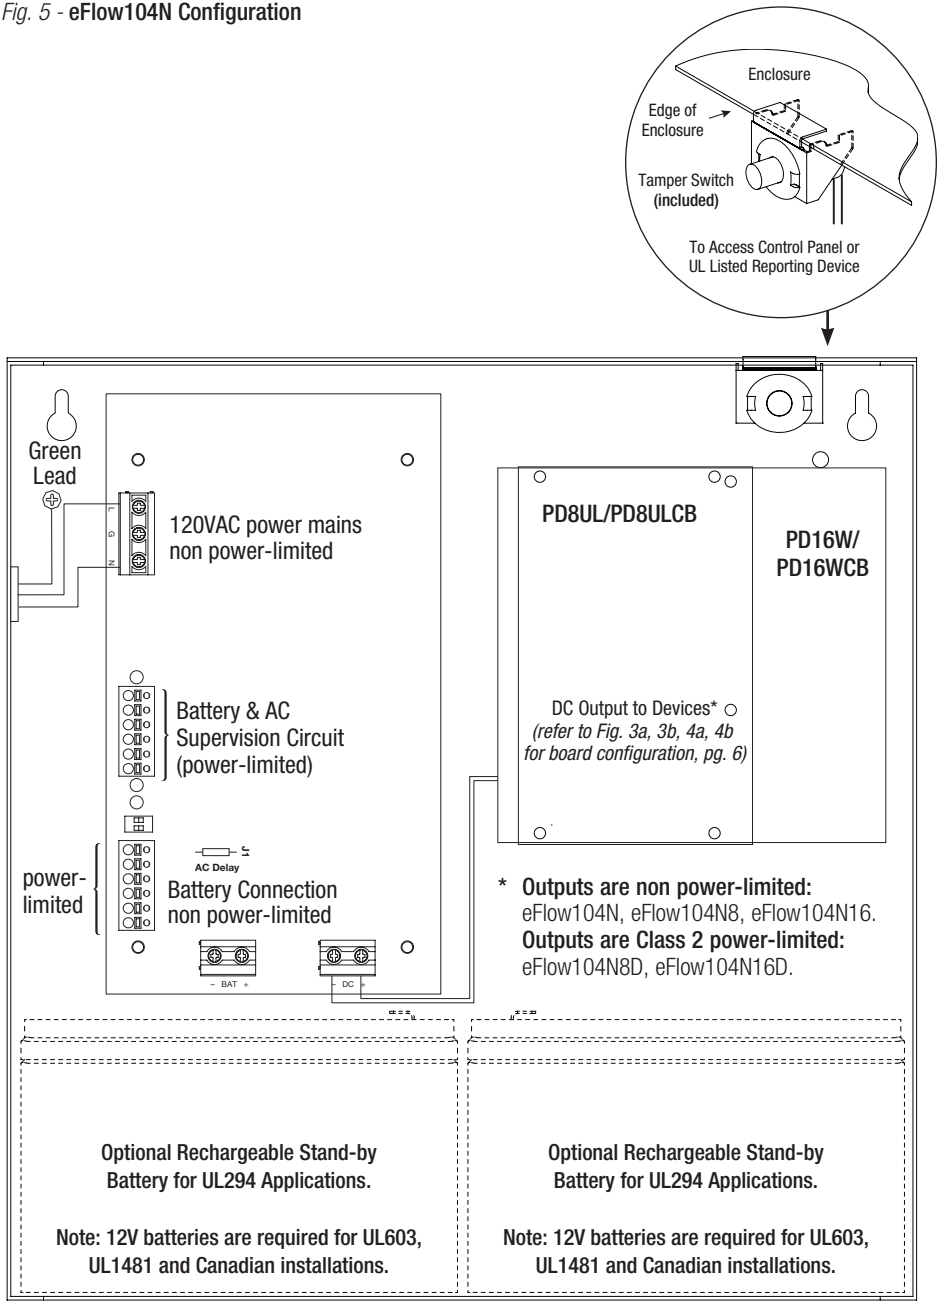 Fig. 5 - eFlow104N Configuration
Enclosure
Edge of
Enclosure
Tamper Switch
(included)
To Access Control Panel or
UL Listed Reporting Device
Green
Lead
L
G
N
120VAC power mains
non power-limited
PD8UL/PD8ULCB
PD16W/
PD16WCB
Battery & AC
Supervision Circuit
(power-limited)
DC Output to Devices*
(refer to Fig. 3a, 3b, 4a, 4b
for board configuration, pg. 6)
power-
limited
J1
AC Delay
Battery Connection
non power-limited
– BAT +
– DC +
* Outputs are non power-limited:
eFlow104N, eFlow104N8, eFlow104N16.
Outputs are Class 2 power-limited:
eFlow104N8D, eFlow104N16D.
Optional Rechargeable Stand-by
Battery for UL294 Applications.
Note: 12V batteries are required for UL603,
UL1481 and Canadian installations.
Optional Rechargeable Stand-by
Battery for UL294 Applications.
Note: 12V batteries are required for UL603,
UL1481 and Canadian installations.